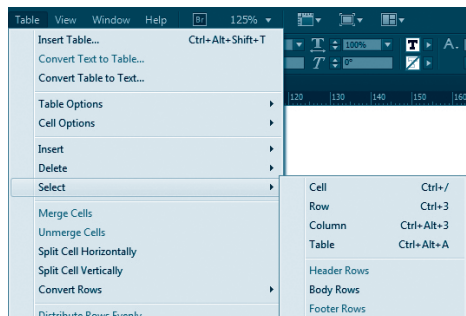 Table View Window Help Br 125%
Insert Table... Ctrl+Alt+Shift+T
Convert Text to Table...
Convert Table to Text...
Table Options
Cell Options
Insert
Delete
Select
Merge Cells
Unmerge Cells
Split Cell Horizontally
Split Cell Vertically
Convert Rows
Distribute Rows Evenly
T 100% T A.
T 0°
120 130 140 150 160
Cell Ctrl+/
Row Ctrl+3
Column Ctrl+Alt+3
Table Ctrl+Alt+A
Header Rows
Body Rows
Footer Rows